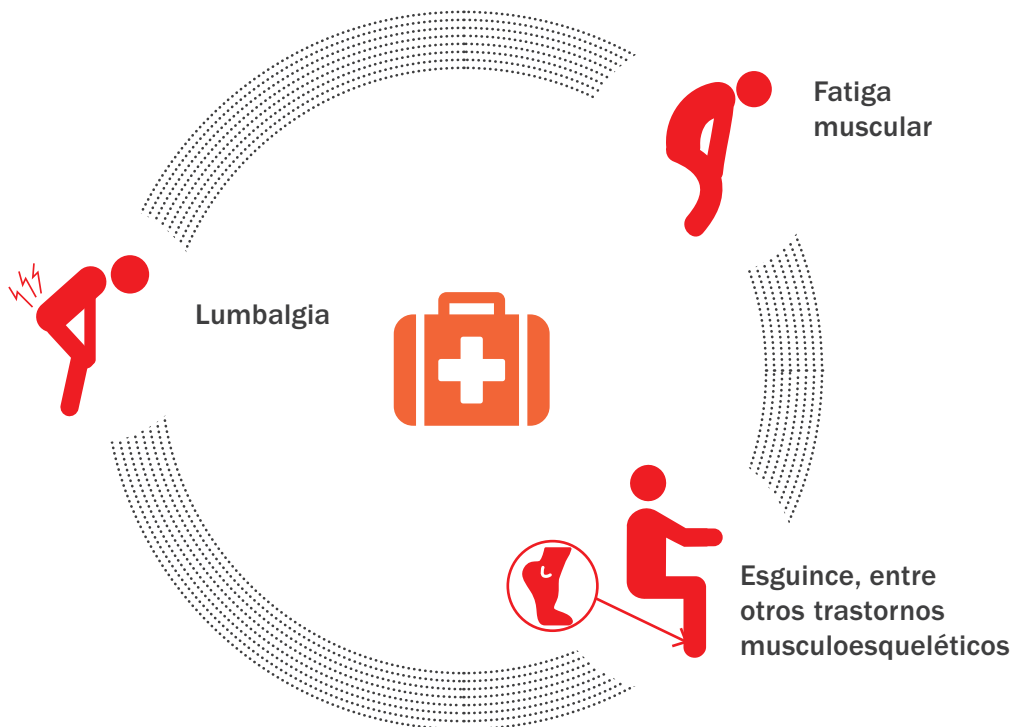 Fatiga
muscular
Lumbalgia
Esguince, entre
otros trastornos
musculoesqueléticos